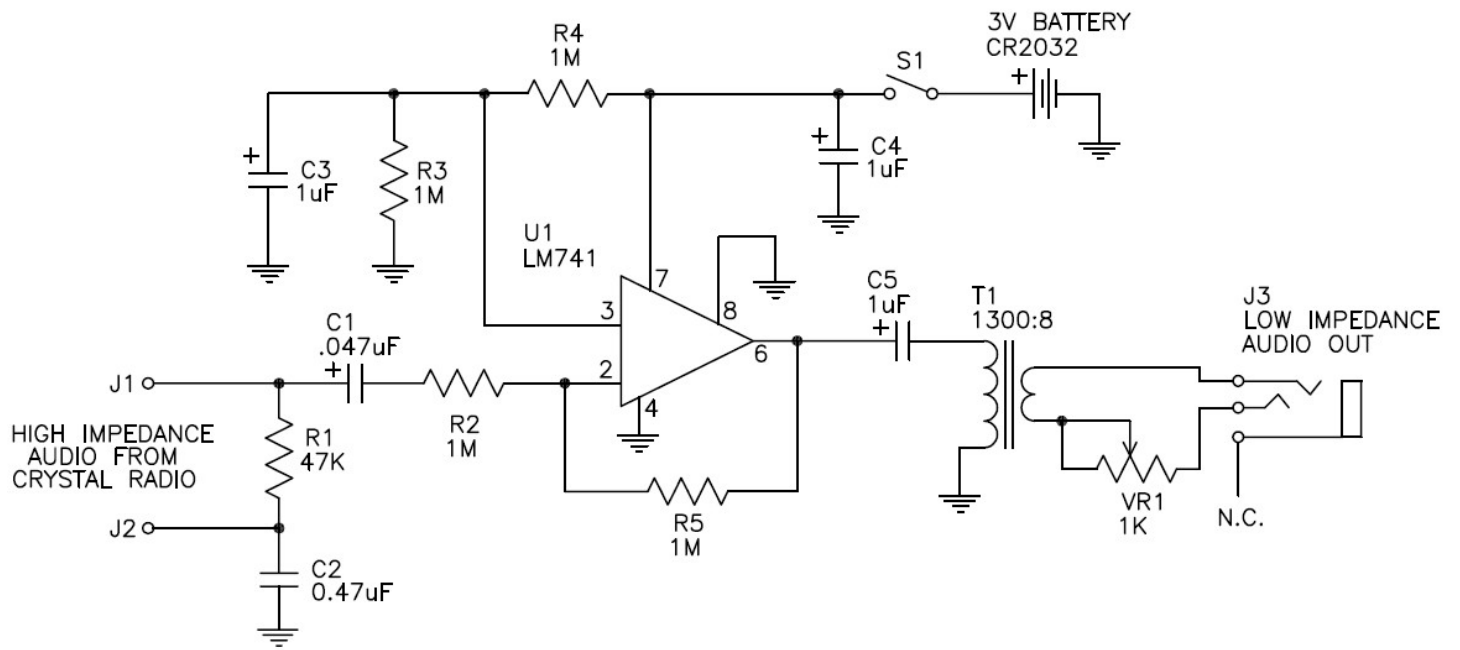 R4
1M
3V BATTERY
CR2032
+
S1
+
C3
1uF
R3
1M
+
C4
1uF
U1
LM741
7
3
8
2
6
4
C1
.047uF
+
R2
1M
C5
1uF
+
T1
1300:8
J3
LOW IMPEDANCE
AUDIO OUT
J1
HIGH IMPEDANCE
AUDIO FROM
CRYSTAL RADIO
R1
47K
J2
C2
0.47uF
R5
1M
VR1
1K
N.C.